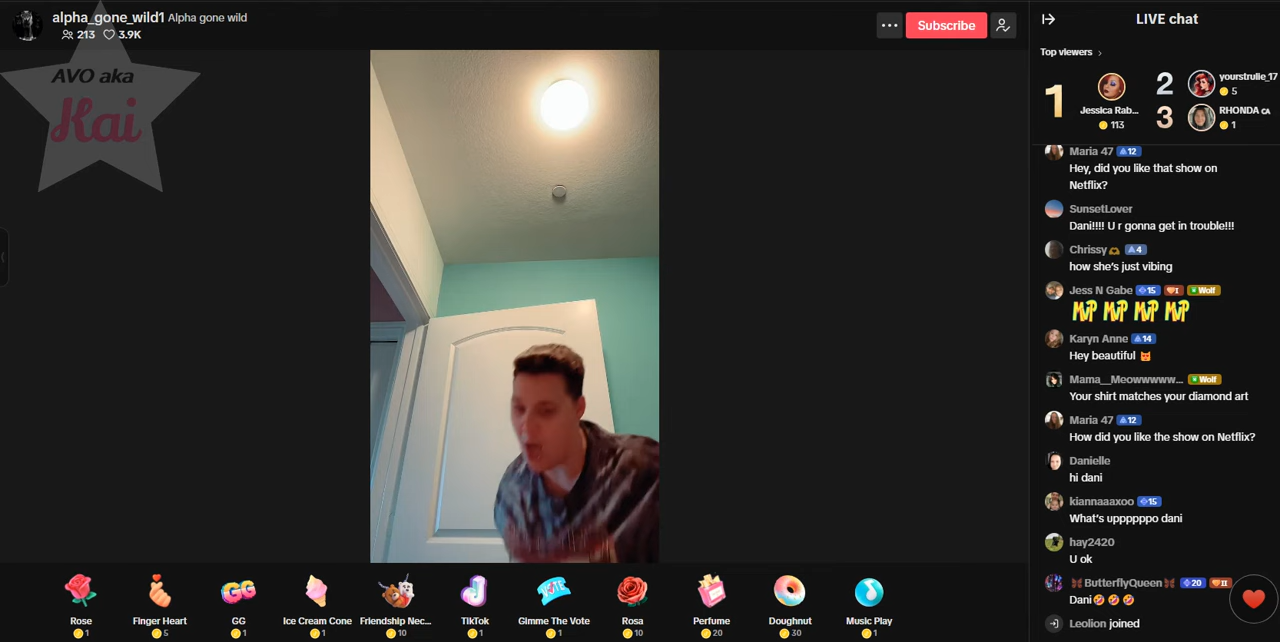 alpha_gone_wild1 Alpha gone wild
213 3.9K
Subscribe
AVO aka
Kai
LIVE chat
Top viewers
1
Jessica Rab...
113
2
yourstrulie_17
5
3
RHONDA CA
1
Maria 47 12
Hey, did you like that show on
Netflix?
SunsetLover
Dani!!!! U r gonna get in trouble!!!
Chrissy 4
how she's just vibing
Jess N Gabe 15 I Wolf
MVP MVP MVP MVP
Karyn Anne 14
Hey beautiful
Mama__Meowwwww... Wolf
Your shirt matches your diamond art
Maria 47 12
How did you like the show on Netflix?
Danielle
hi dani
kiannaaxoo 15
What's uppppppo dani
hay2420
U ok
ButterflyQueen 20 II
Dani
Leolion joined
GG
VOTE
Rose
Finger Heart
GG
Ice Cream Cone
Friendship Nec...
TikTok
Gimme The Vote
Rosa
Perfume
Doughnut
Music Play
1
5
1
1
10
1
1
10
20
30
1